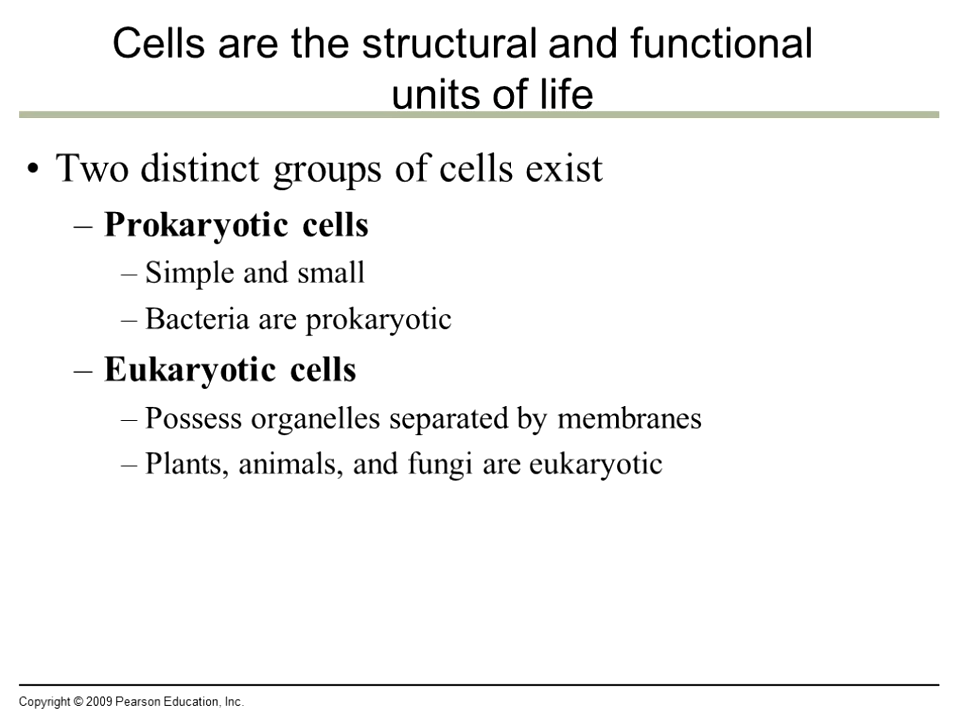 Cells are the structural and functional
units of life
• Two distinct groups of cells exist
– Prokaryotic cells
– Simple and small
– Bacteria are prokaryotic
– Eukaryotic cells
– Possess organelles separated by membranes
– Plants, animals, and fungi are eukaryotic
Copyright © 2009 Pearson Education, Inc.